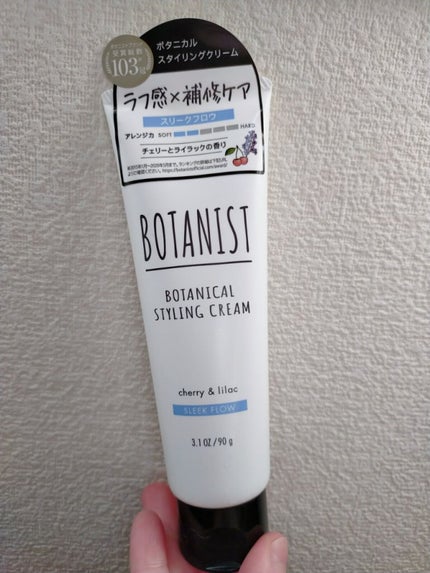 受賞総数
103
ボタニカル
スタイリングクリーム
ラフ感×補修ケア
スリークフロウ
アレンジ力 SOFT HARD
チェリーとライラックの香り
BOTANIST
BOTANICAL
STYLING CREAM
cherry & lilac
SLEEK FLOW
3.1 OZ/90 g